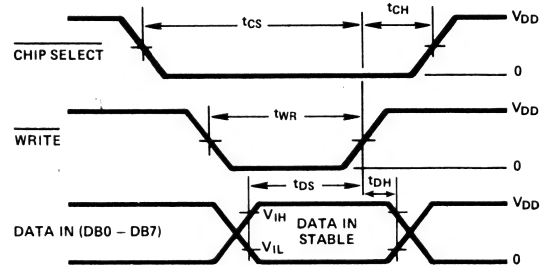 tCS
tCH
VDD
CHIP SELECT
0
tWR
VDD
WRITE
0
tDS
tDH
VDD
VIH
DATA IN
STABLE
DATA IN (DB0 – DB7)
VIL
0